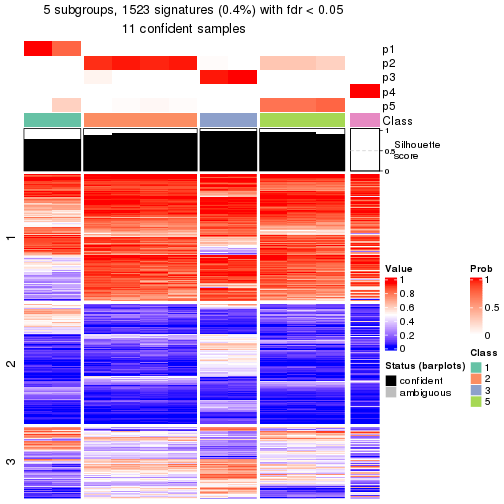 5 subgroups, 1523 signatures (0.4%) with fdr < 0.05
11 confident samples
p1
p2
p3
p4
p5
Class
1
0.5
0
Silhouette
score
1
2
3
Value
1
0.8
0.6
0.4
0.2
0
Status (barplots)
confident
ambiguous
Prob
1
0.5
0
Class
1
2
3
5